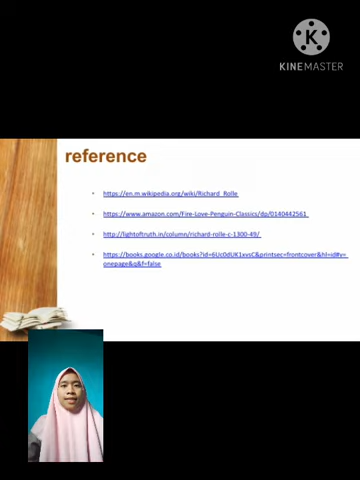 KINEMASTER
reference
https://en.m.wikipedia.org/wiki/Richard_Rolle
https://www.amazon.com/Fire-Love-Penguin-Classics/dp/0140442561
http://lightoftruth.in/column/richard-rolle-c-1300-49/
https://books.google.co.id/books?id=6Uc0dUK1xvsC&printsec=frontcover&hl=id#v=
onepage&q&f=false